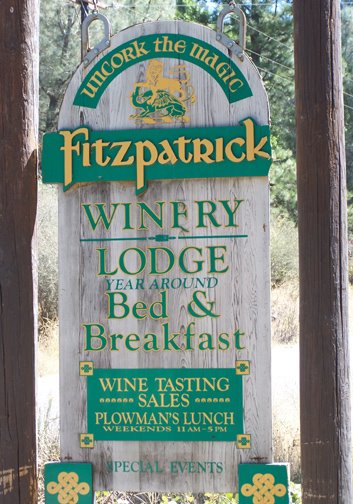 uncork the magic
Fitzpatrick
WINERY
LODGE
YEAR AROUND
Bed &
Breakfast
WINE TASTING
SALES
PLOWMAN'S LUNCH
WEEKENDS 11AM-5PM
SPECIAL EVENTS